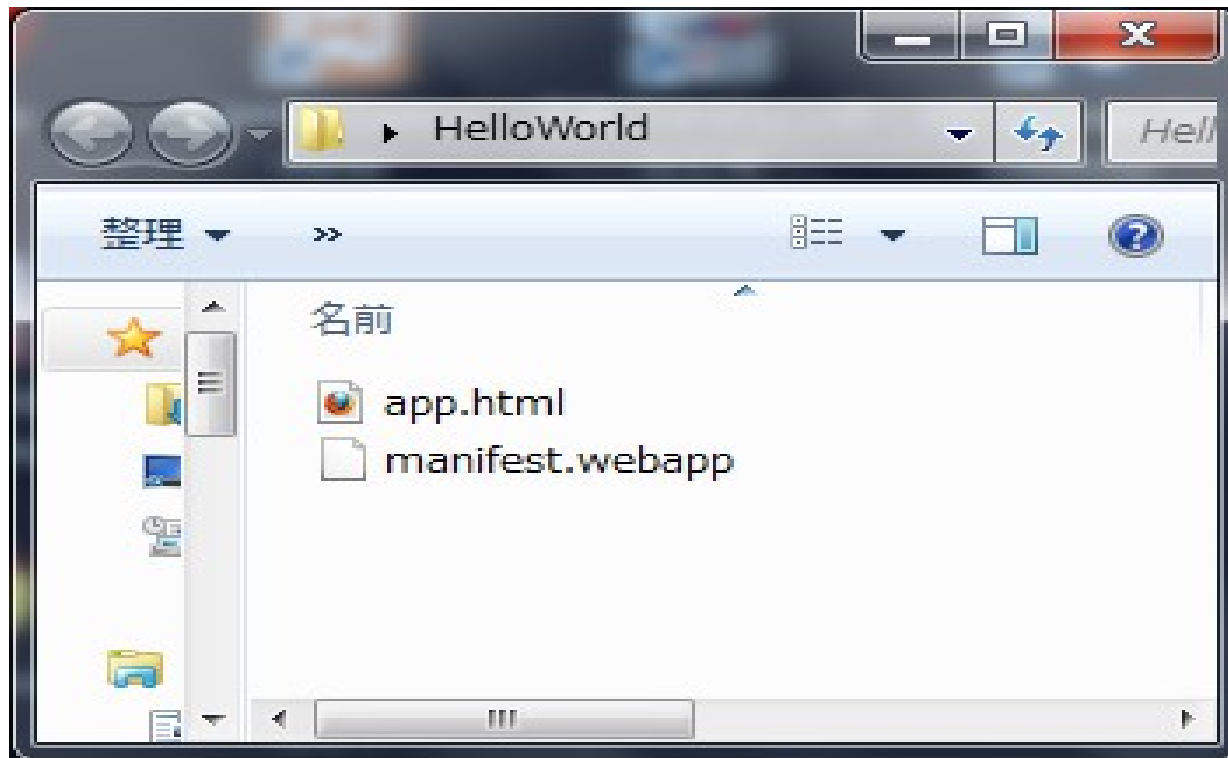 HelloWorld
Hell
整理
名前
app.html
manifest.webapp